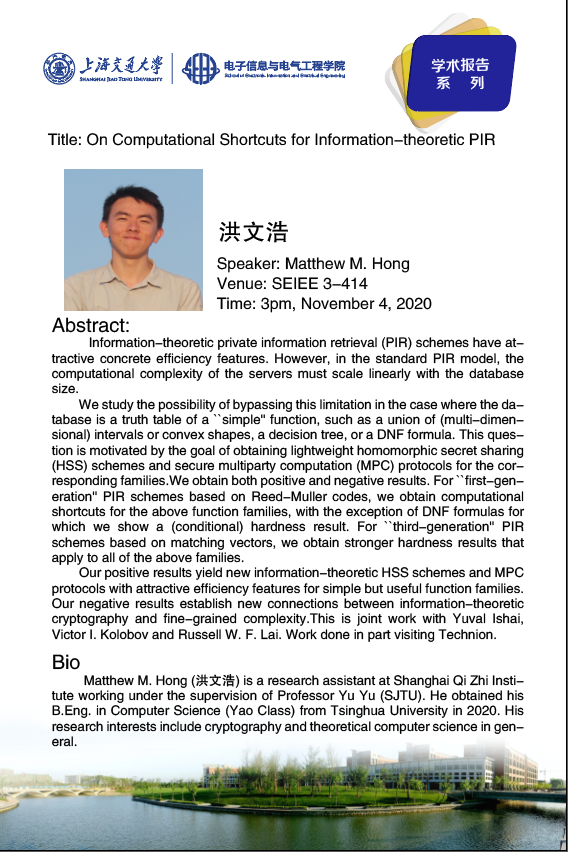 上海交通大学
SHANGHAI JIAO TONG UNIVERSITY
电子信息与电气工程学院
School of Electronic, Information and Electrical Engineering
学术报告
系 列
Title: On Computational Shortcuts for Information-theoretic PIR
洪文浩
Speaker: Matthew M. Hong
Venue: SEIEE 3-414
Time: 3pm, November 4, 2020
Abstract:
Information-theoretic private information retrieval (PIR) schemes have at-
tractive concrete efficiency features. However, in the standard PIR model, the
computational complexity of the servers must scale linearly with the database
size.
We study the possibility of bypassing this limitation in the case where the da-
tabase is a truth table of a ``simple'' function, such as a union of (multi-dimen-
sional) intervals or convex shapes, a decision tree, or a DNF formula. This ques-
tion is motivated by the goal of obtaining lightweight homomorphic secret sharing
(HSS) schemes and secure multiparty computation (MPC) protocols for the cor-
responding families.We obtain both positive and negative results. For ``first-gen-
eration'' PIR schemes based on Reed-Muller codes, we obtain computational
shortcuts for the above function families, with the exception of DNF formulas for
which we show a (conditional) hardness result. For ``third-generation'' PIR
schemes based on matching vectors, we obtain stronger hardness results that
apply to all of the above families.
Our positive results yield new information-theoretic HSS schemes and MPC
protocols with attractive efficiency features for simple but useful function families.
Our negative results establish new connections between information-theoretic
cryptography and fine-grained complexity.This is joint work with Yuval Ishai,
Victor I. Kolobov and Russell W. F. Lai. Work done in part visiting Technion.
Bio
Matthew M. Hong (洪文浩) is a research assistant at Shanghai Qi Zhi Insti-
tute working under the supervision of Professor Yu Yu (SJTU). He obtained his
B.Eng. in Computer Science (Yao Class) from Tsinghua University in 2020. His
research interests include cryptography and theoretical computer science in gen-
eral.